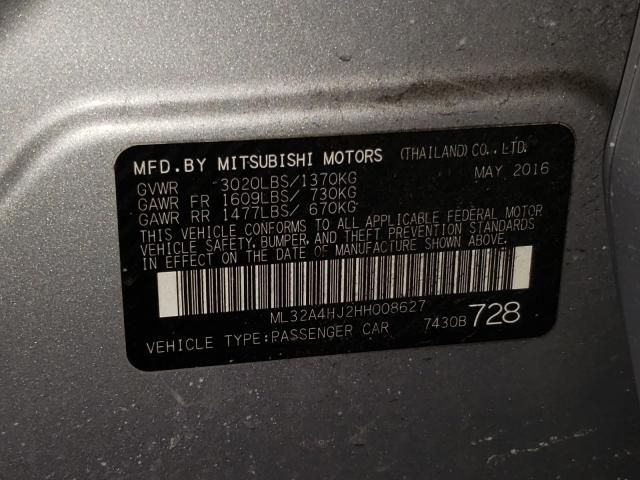 MFD.BY MITSUBISHI MOTORS (THAILAND)CO.,LTD.
GVWR 3020LBS/1370KG MAY 2016
GAWR FR 1609LBS/ 730KG
GAWR RR 1477LBS/ 670KG
THIS VEHICLE CONFORMS TO ALL APPLICABLE FEDERAL MOTOR
VEHICLE SAFETY, BUMPER, AND THEFT PREVENTION STANDARDS
IN EFFECT ON THE DATE OF MANUFACTURE SHOWN ABOVE.
ML32A4HJ2HH008627
VEHICLE TYPE:PASSENGER CAR 7430B 728